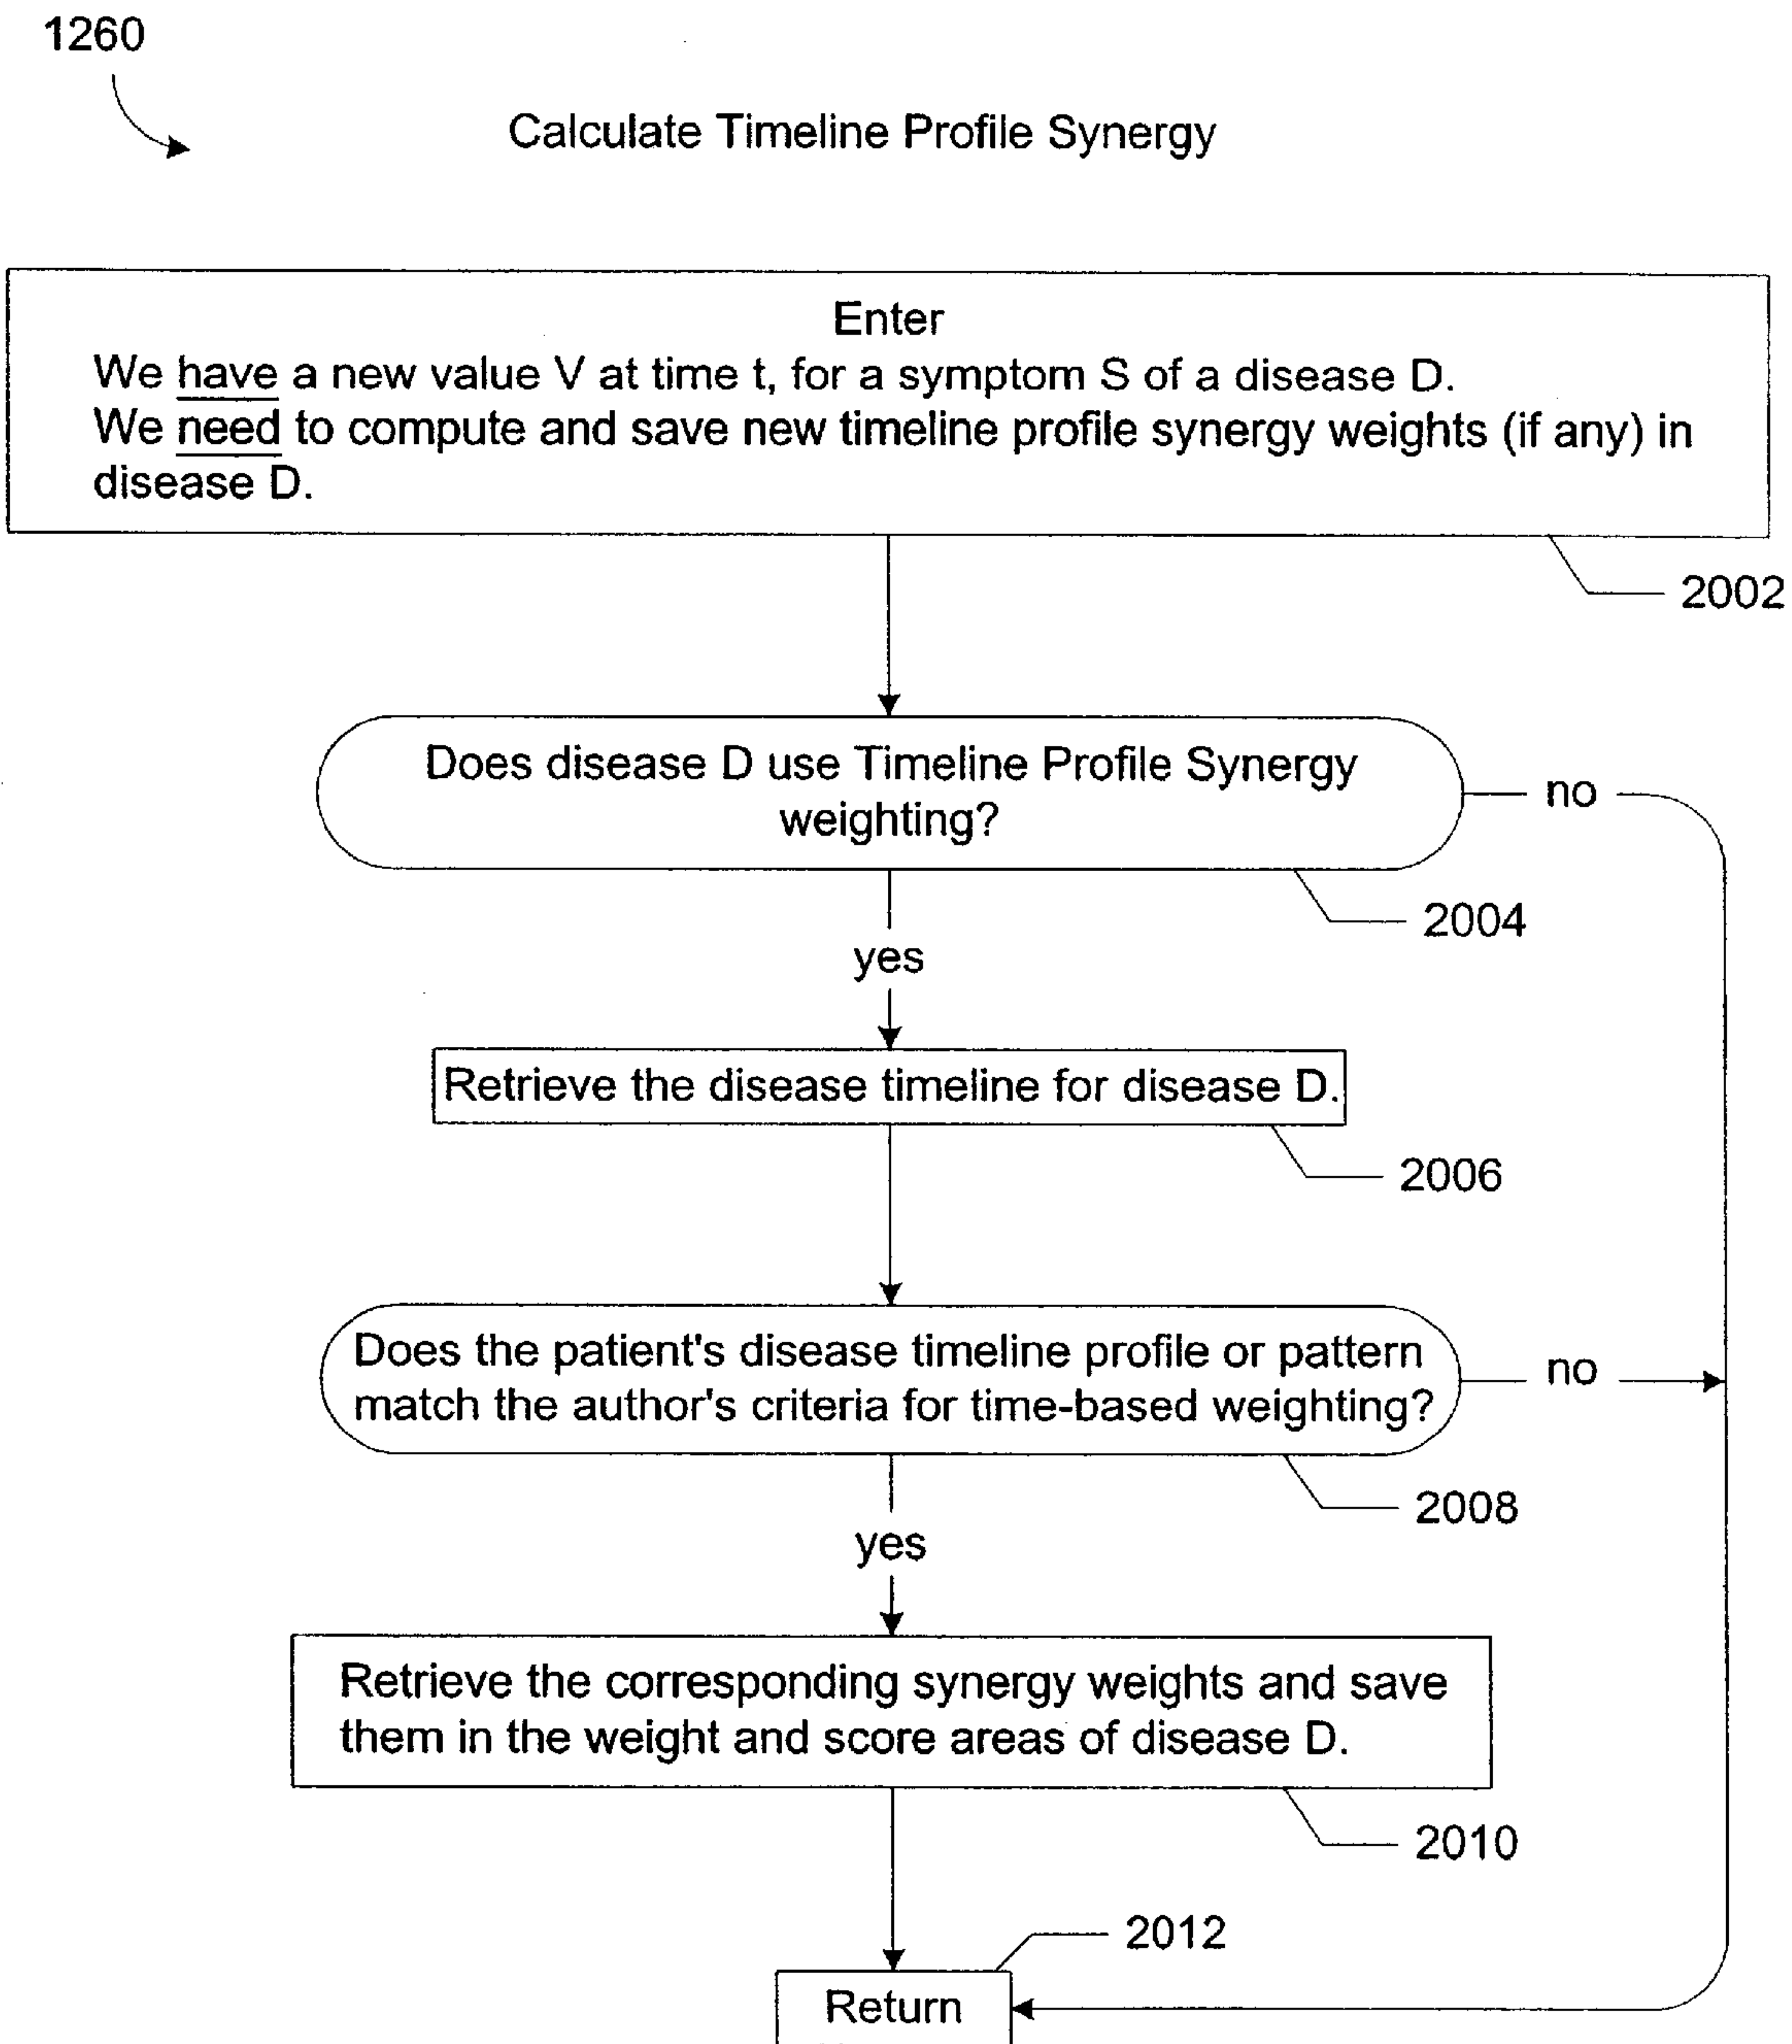 1260
Calculate Timeline Profile Synergy
Enter
We have a new value V at time t, for a symptom S of a disease D.
We need to compute and save new timeline profile synergy weights (if any) in
disease D.
2002
Does disease D use Timeline Profile Synergy
weighting?
no
2004
yes
Retrieve the disease timeline for disease D.
2006
Does the patient's disease timeline profile or pattern
match the author's criteria for time-based weighting?
no
2008
yes
Retrieve the corresponding synergy weights and save
them in the weight and score areas of disease D.
2010
2012
Return